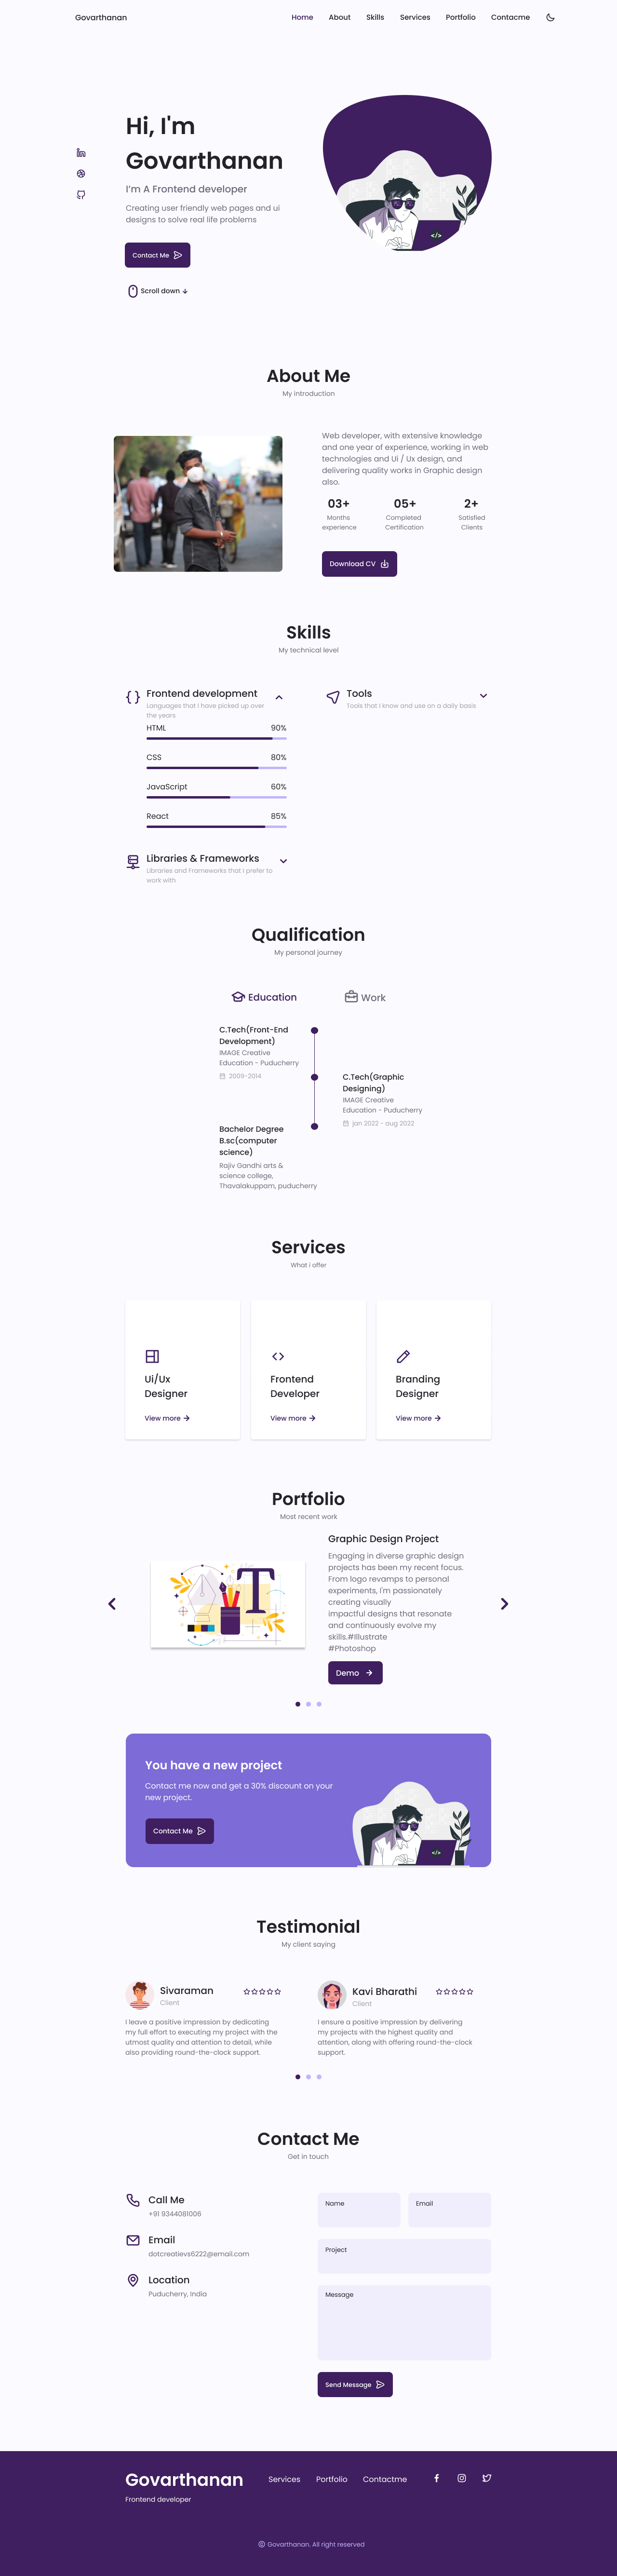 Govarthanan
Home About Skills Services Portfolio Contacme
Hi, I'm
Govarthanan
I'm A Frontend developer
Creating user friendly web pages and ui
designs to solve real life problems
Contact Me
Scroll down
About Me
My introduction
Web developer, with extensive knowledge
and one year of experience, working in web
technologies and Ui / Ux design, and
delivering quality works in Graphic design
also.
03+ 05+ 2+
Months Completed Satisfied
experience Certification Clients
Download CV
Skills
My technical level
Frontend development
Languages that I have picked up over
the years
HTML 90%
CSS 80%
JavaScript 60%
React 85%
Libraries & Frameworks
Libraries and Frameworks that I prefer to
work with
Tools
Tools that I know and use on a daily basis
Qualification
My personal journey
Education Work
C.Tech(Front-End
Development)
IMAGE Creative
Education - Puducherry
2009-2014
C.Tech(Graphic
Designing)
IMAGE Creative
Education - Puducherry
jan 2022 - aug 2022
Bachelor Degree
B.sc(computer
science)
Rajiv Gandhi arts &
science college,
Thavalakuppam, puducherry
Services
What i offer
Ui/Ux
Designer
View more
Frontend
Developer
View more
Branding
Designer
View more
Portfolio
Most recent work
T
Graphic Design Project
Engaging in diverse graphic design
projects has been my recent focus.
From logo revamps to personal
experiments, I'm passionately
creating visually
impactful designs that resonate
and continuously evolve my
skills.#Illustrate
#Photoshop
Demo
You have a new project
Contact me now and get a 30% discount on your
new project.
Contact Me
Testimonial
My client saying
Sivaraman
Client
I leave a positive impression by dedicating
my full effort to executing my project with the
utmost quality and attention to detail, while
also providing round-the-clock support.
Kavi Bharathi
Client
I ensure a positive impression by delivering
my projects with the highest quality and
attention, along with offering round-the-clock
support.
Contact Me
Get in touch
Call Me
+91 9344081006
Email
dotcreatievs6222@email.com
Location
Puducherry, India
Name Email
Project
Message
Send Message
Govarthanan
Frontend developer
Services Portfolio Contactme
© Govarthanan. All right reserved